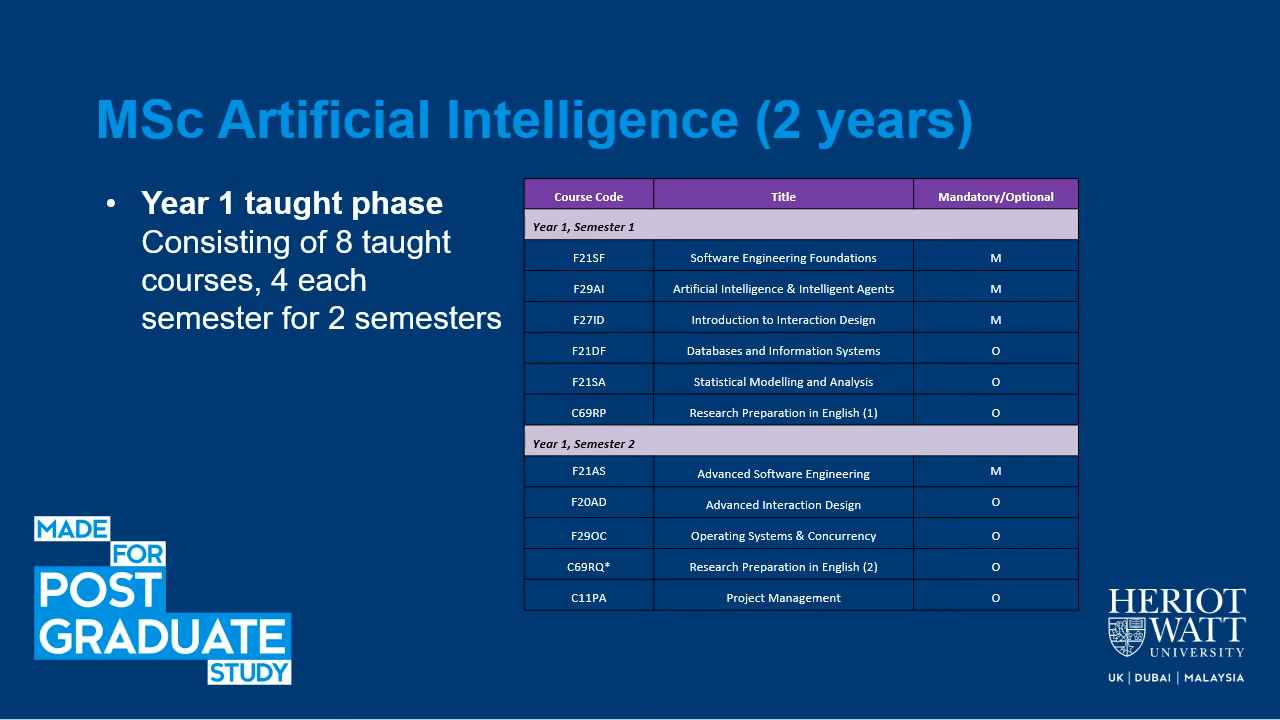 MSc Artificial Intelligence (2 years)
• Year 1 taught phase
Consisting of 8 taught
courses, 4 each
semester for 2 semesters
Course Code Title Mandatory/Optional
Year 1, Semester 1
F21SF Software Engineering Foundations M
F29AI Artificial Intelligence & Intelligent Agents M
F27ID Introduction to Interaction Design M
F21DF Databases and Information Systems O
F21SA Statistical Modelling and Analysis O
C69RP Research Preparation in English (1) O
Year 1, Semester 2
F21AS Advanced Software Engineering M
F20AD Advanced Interaction Design O
F29OC Operating Systems & Concurrency O
C69RQ* Research Preparation in English (2) O
C11PA Project Management O
MADE
FOR
POST
GRADUATE
STUDY
HERIOT
WATT
UNIVERSITY
UK | DUBAI | MALAYSIA